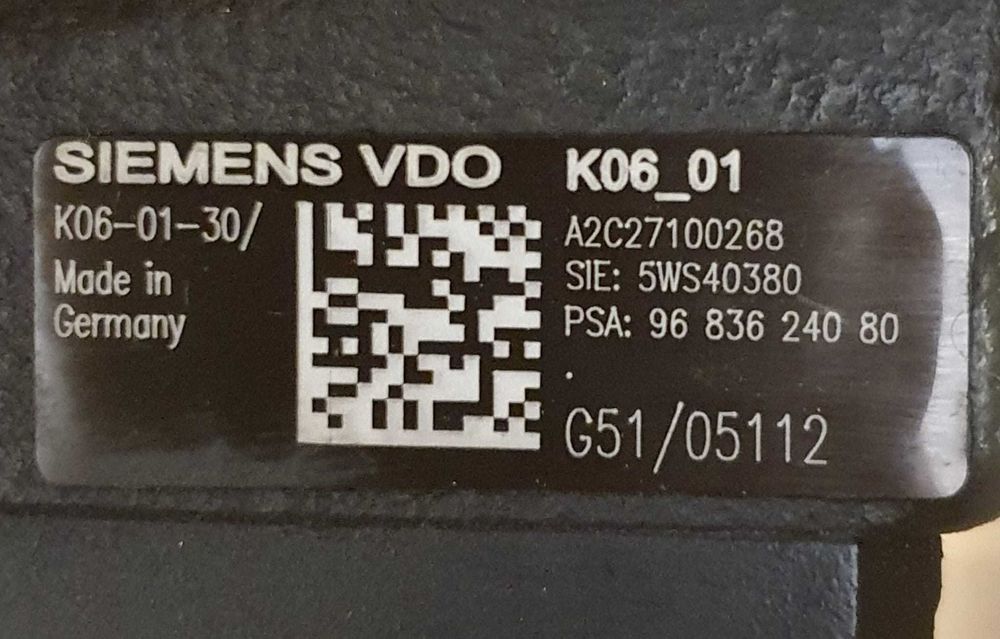 SIEMENS VDO
K06-01-30/
Made in
Germany
K06_01
A2C27100268
SIE: 5WS40380
PSA: 96 836 240 80
.
G51/05112